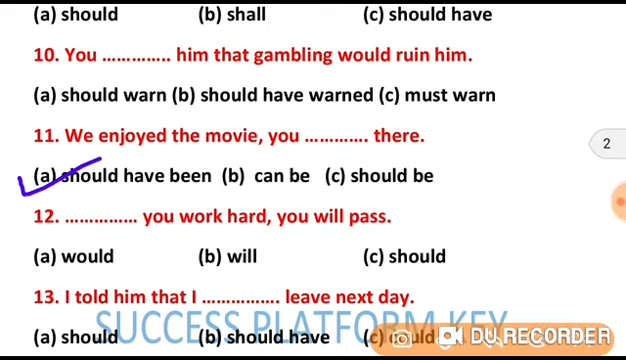 (a) should (b) shall (c) should have
10. You ………….. him that gambling would ruin him.
(a) should warn (b) should have warned (c) must warn
11. We enjoyed the movie, you …………. there.
(a) should have been (b) can be (c) should be
12. …………… you work hard, you will pass.
(a) would (b) will (c) should
13. I told him that I ……………. leave next day.
(a) should (b) should have (c)
SUCCESS PLATFORM KEY
DU RECORDER
2